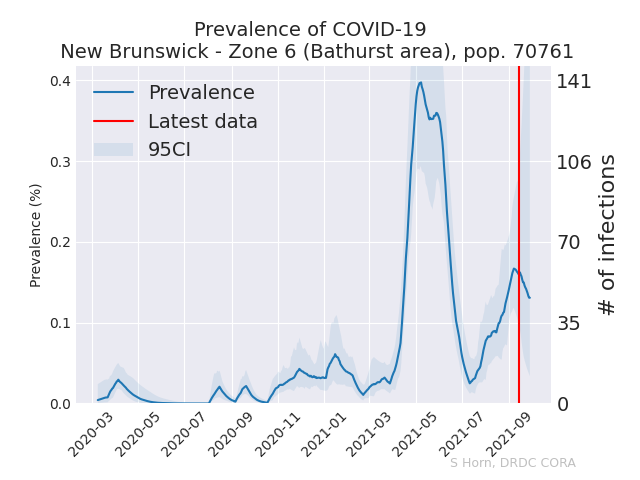 Prevalence of COVID-19
New Brunswick - Zone 6 (Bathurst area), pop. 70761
Prevalence
Latest data
95CI
Prevalence (%)
0.4
0.3
0.2
0.1
0.0
141
106
70
35
0
# of infections
2020-03
2020-05
2020-07
2020-09
2020-11
2021-01
2021-03
2021-05
2021-07
2021-09
S Horn, DRDC CORA